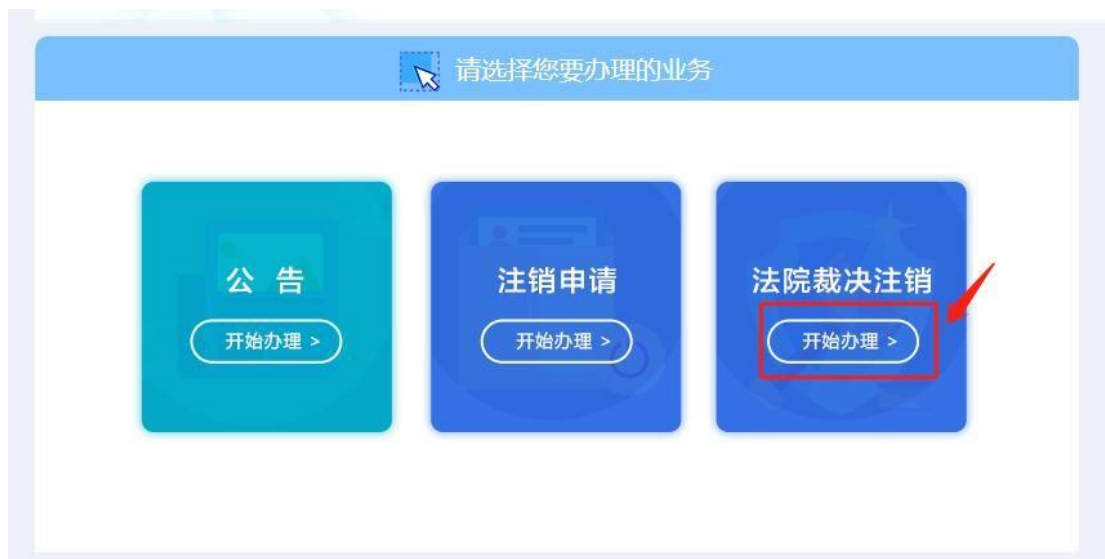 请选择您要办理的业务
公 告
开始办理 >
注销申请
开始办理 >
法院裁决注销
开始办理 >